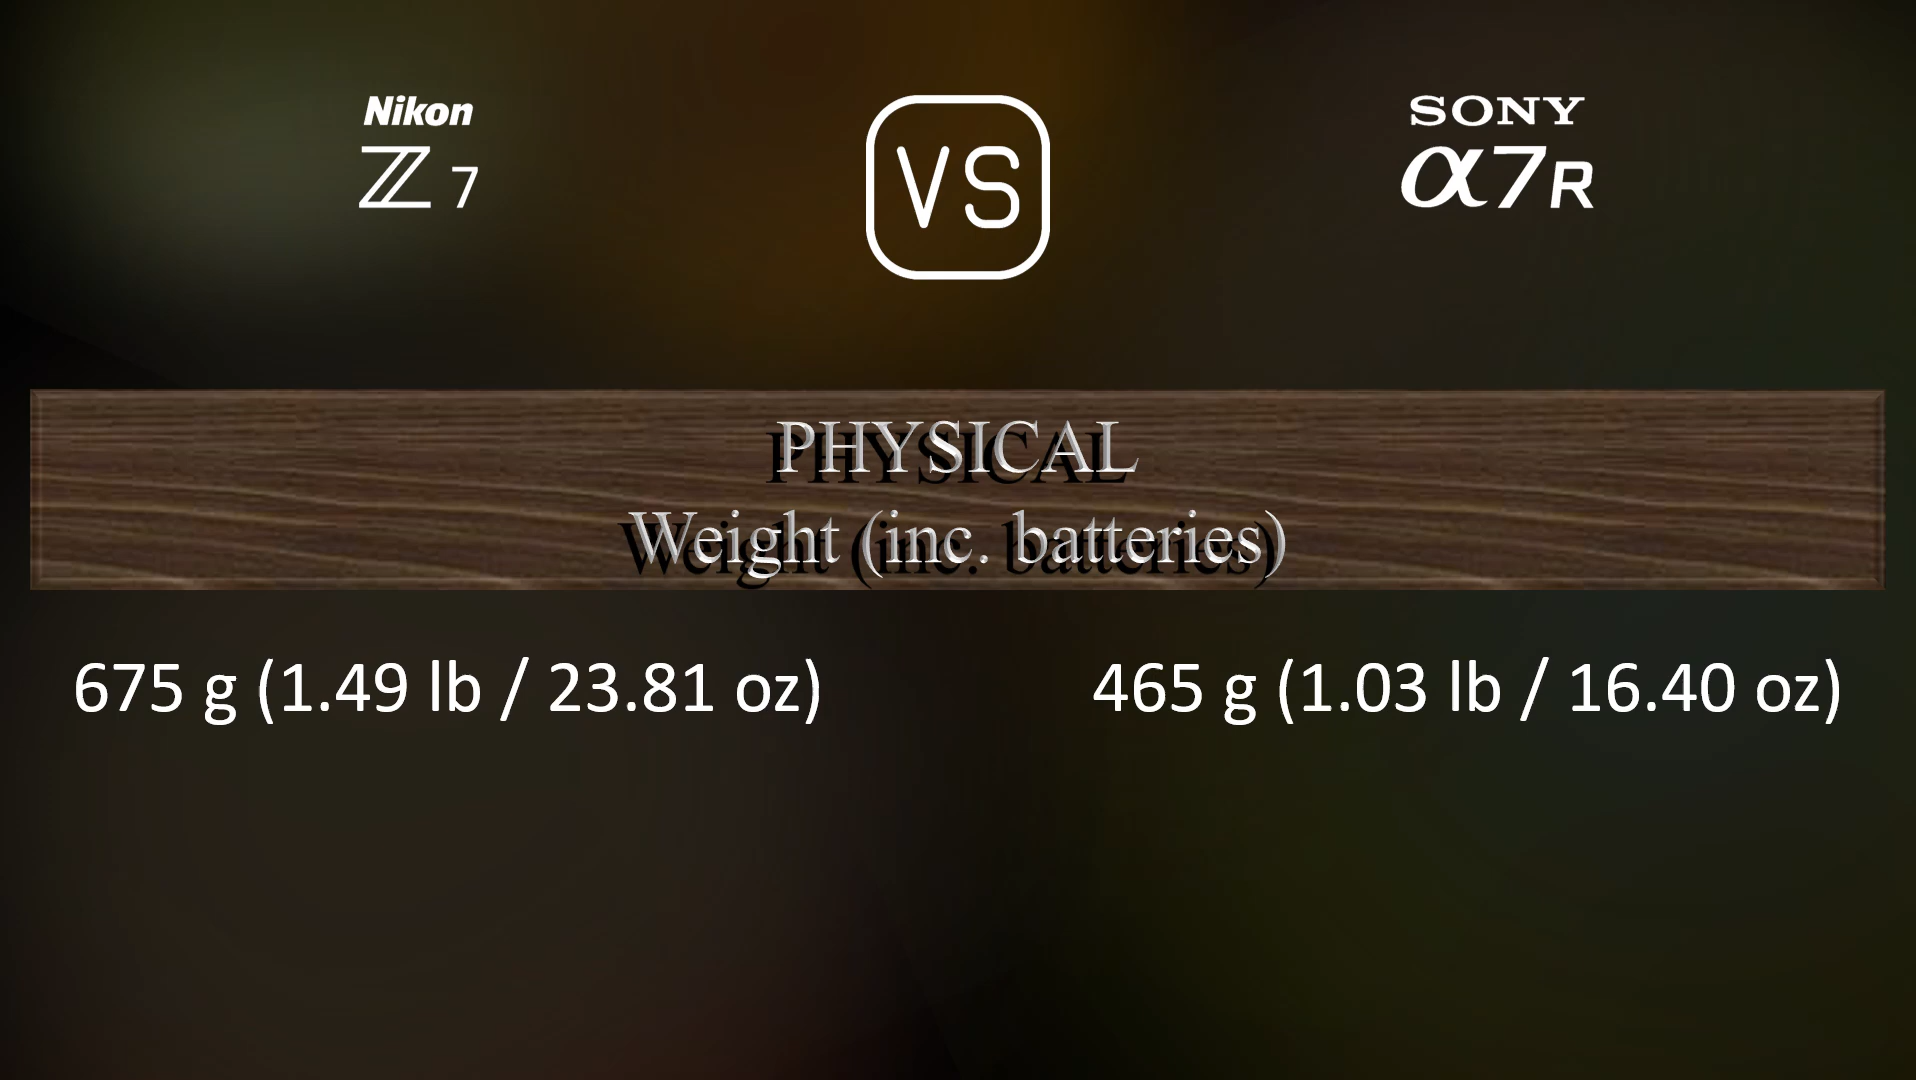 Nikon
Z 7
VS
SONY
α7R
PHYSICAL
Weight (inc. batteries)
675 g (1.49 lb / 23.81 oz)
465 g (1.03 lb / 16.40 oz)